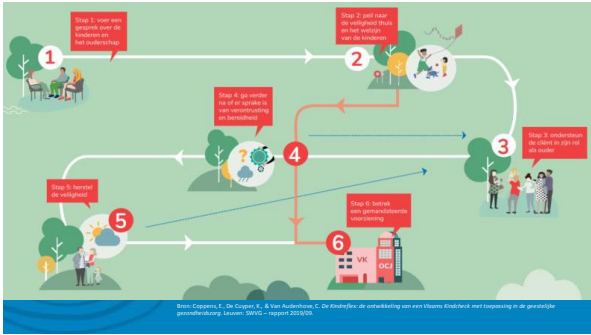 Stap 1: voer een
gesprek over de
kinderen en
het ouderschap
1
Stap 2: peil naar
de veiligheid thuis
en het welzijn
van de kinderen
2
Stap 3: ondersteun
de cliënt in zijn rol
als ouder
3
Stap 4: ga verder
na of er sprake is
van verontrusting
en bereidheid
?
4
Stap 5: herstel
de veiligheid
5
Stap 6: betrek
een gemandateerde
voorziening
6
VK
OCJ
Bron: Coppens, E., De Cuyper, K., & Van Audenhove, C. De Kindreflex: de ontwikkeling van een Vlaams Kindcheck met toepassing in de geestelijke
gezondheidszorg. Leuven: SWVG – rapport 2019/09.